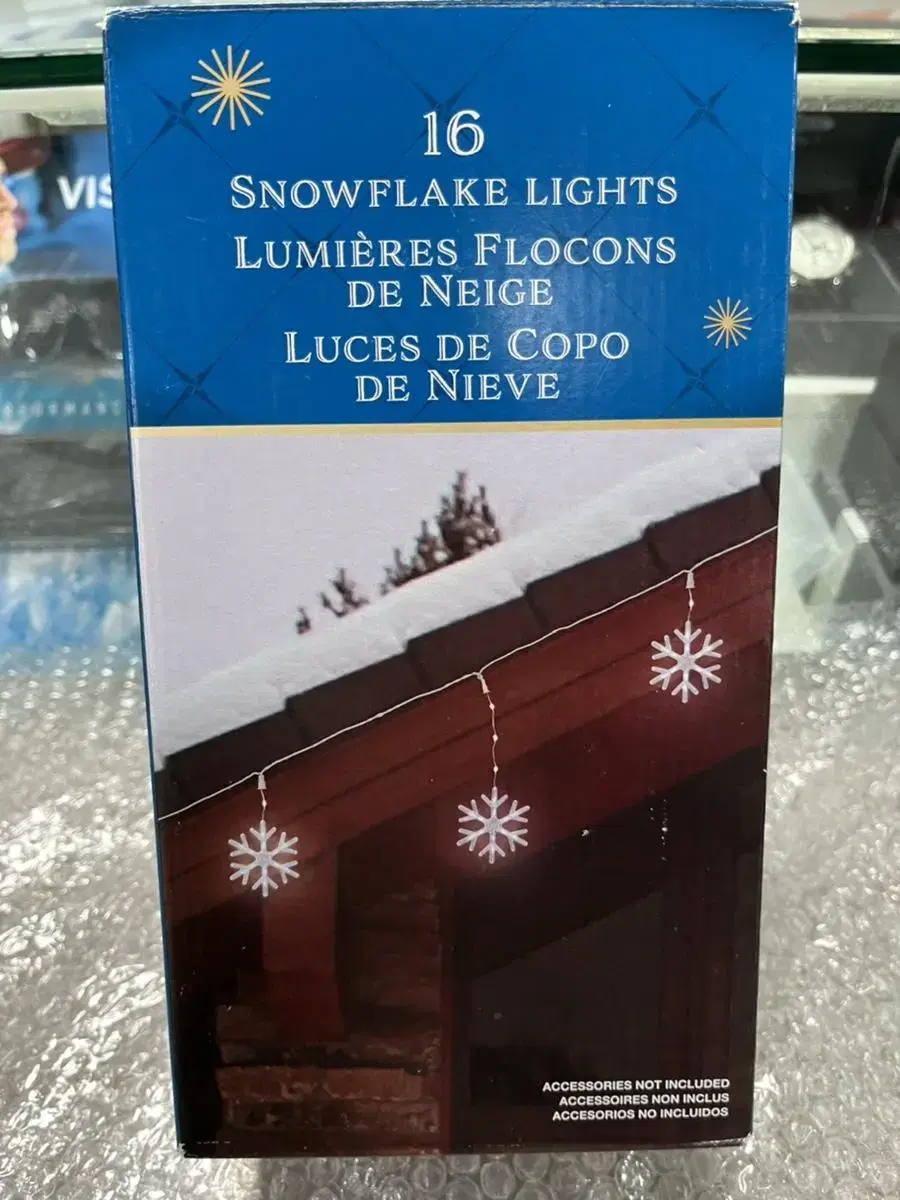 16
SNOWFLAKE LIGHTS
LUMIÈRES FLOCONS
DE NEIGE
LUCES DE COPO
DE NIEVE
ACCESSORIES NOT INCLUDED
ACCESSOIRES NON INCLUS
ACCESORIOS NO INCLUIDOS